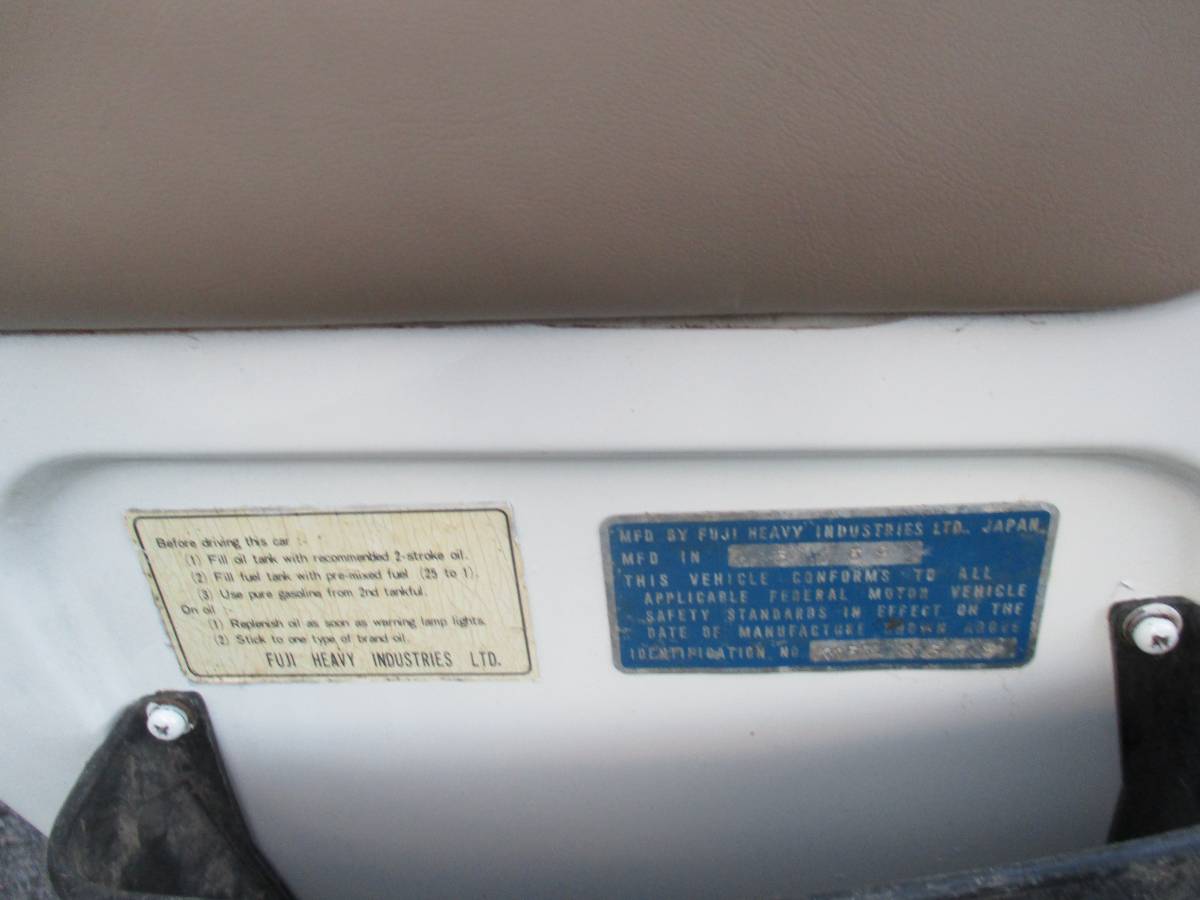 Before driving this car :-
(1) Fill oil tank with recommended 2-stroke oil.
(2) Fill fuel tank with pre-mixed fuel (25 to 1).
(3) Use pure gasoline from 2nd tankful.
On oil :-
(1) Replenish oil as soon as warning lamp lights.
(2) Stick to one type of brand oil.
FUJI HEAVY INDUSTRIES LTD.
MFD BY FUJI HEAVY INDUSTRIES LTD. JAPAN
MFD IN
THIS VEHICLE CONFORMS TO ALL
APPLICABLE FEDERAL MOTOR VEHICLE
SAFETY STANDARDS IN EFFECT ON THE
DATE OF MANUFACTURE SHOWN ABOVE
IDENTIFICATION NO